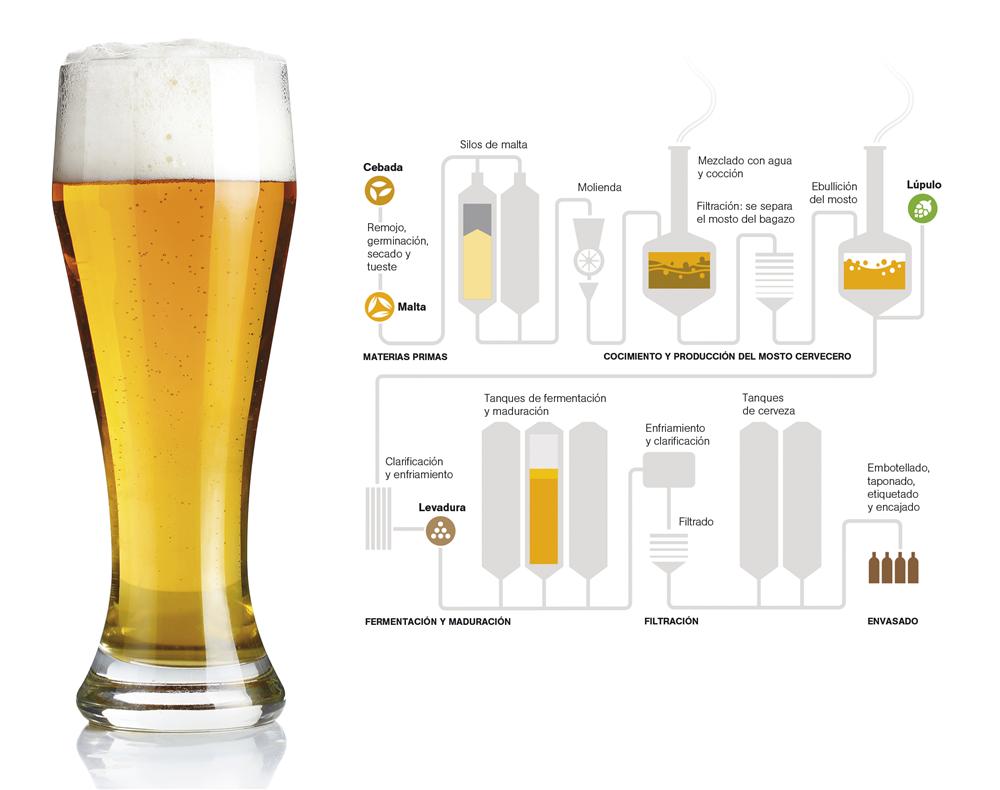 Silos de malta
Cebada
Remojo,
germinación,
secado y
tueste
Malta
Molienda
Mezclado con agua
y cocción
Filtración: se separa
el mosto del bagazo
Ebullición
del mosto
Lúpulo
MATERIAS PRIMAS
COCIMIENTO Y PRODUCCIÓN DEL MOSTO CERVECERO
Clarificación
y enfriamiento
Levadura
Tanques de fermentación
y maduración
Enfriamiento
y clarificación
Filtrado
Tanques
de cerveza
Embotellado,
taponado,
etiquetado
y encajado
FERMENTACIÓN Y MADURACIÓN
FILTRACIÓN
ENVASADO